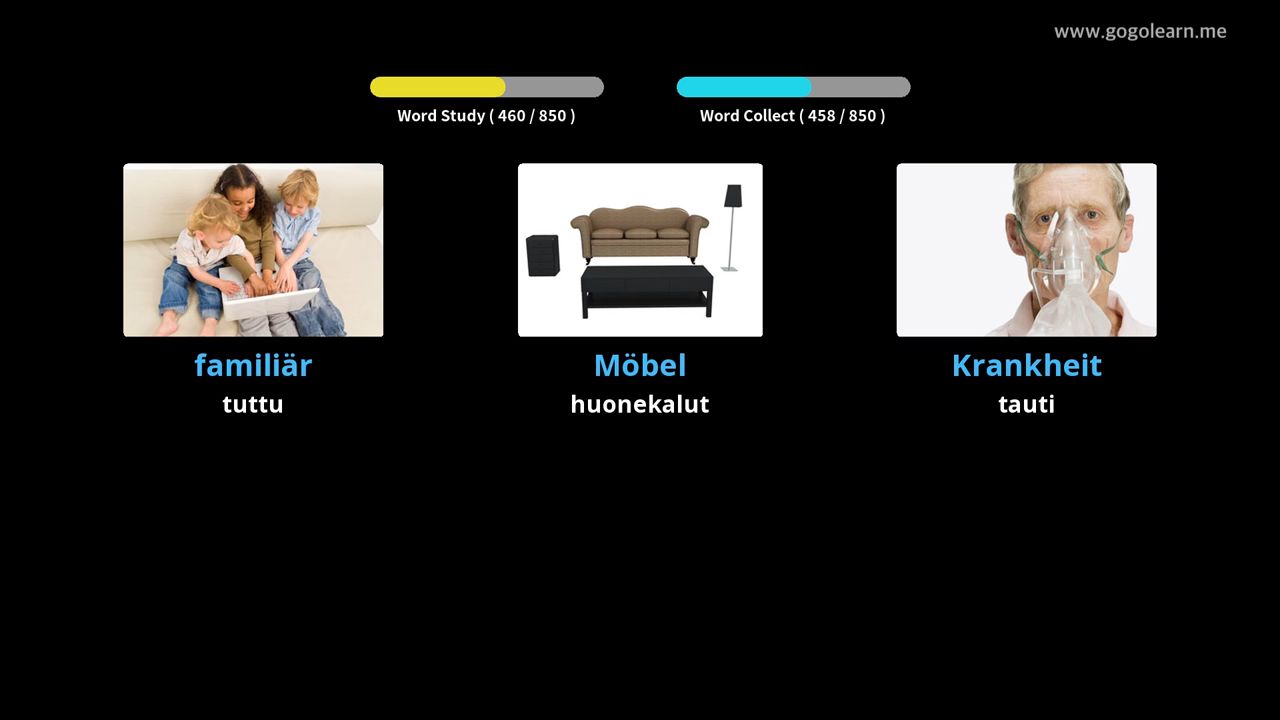 www.gogolearn.me
Word Study ( 460 / 850 )
Word Collect ( 458 / 850 )
familiär
Möbel
Krankheit
tuttu
huonekalut
tauti